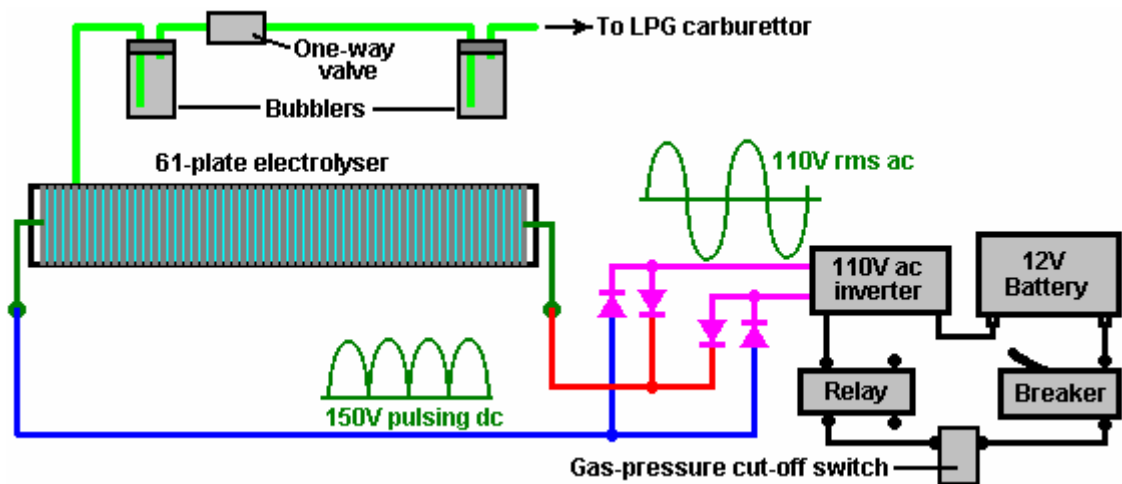 To LPG carburettor
One-way
valve
Bubblers
61-plate electrolyser
110V rms ac
110V ac
inverter
12V
Battery
150V pulsing dc
Relay
Breaker
Gas-pressure cut-off switch